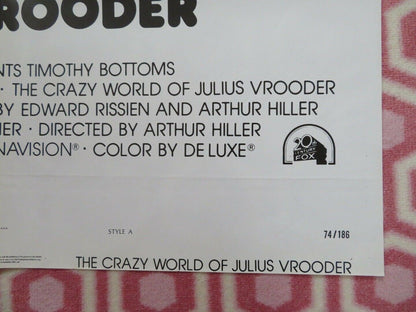 ROODER
NTS TIMOTHY BOTTOMS
· THE CRAZY WORLD OF JULIUS VROODER
BY EDWARD RISSIEN AND ARTHUR HILLER
ER · DIRECTED BY ARTHUR HILLER
NAVISION® · COLOR BY DE LUXE®
20th
CENTURY
FOX
STYLE A
74/186
THE CRAZY WORLD OF JULIUS VROODER